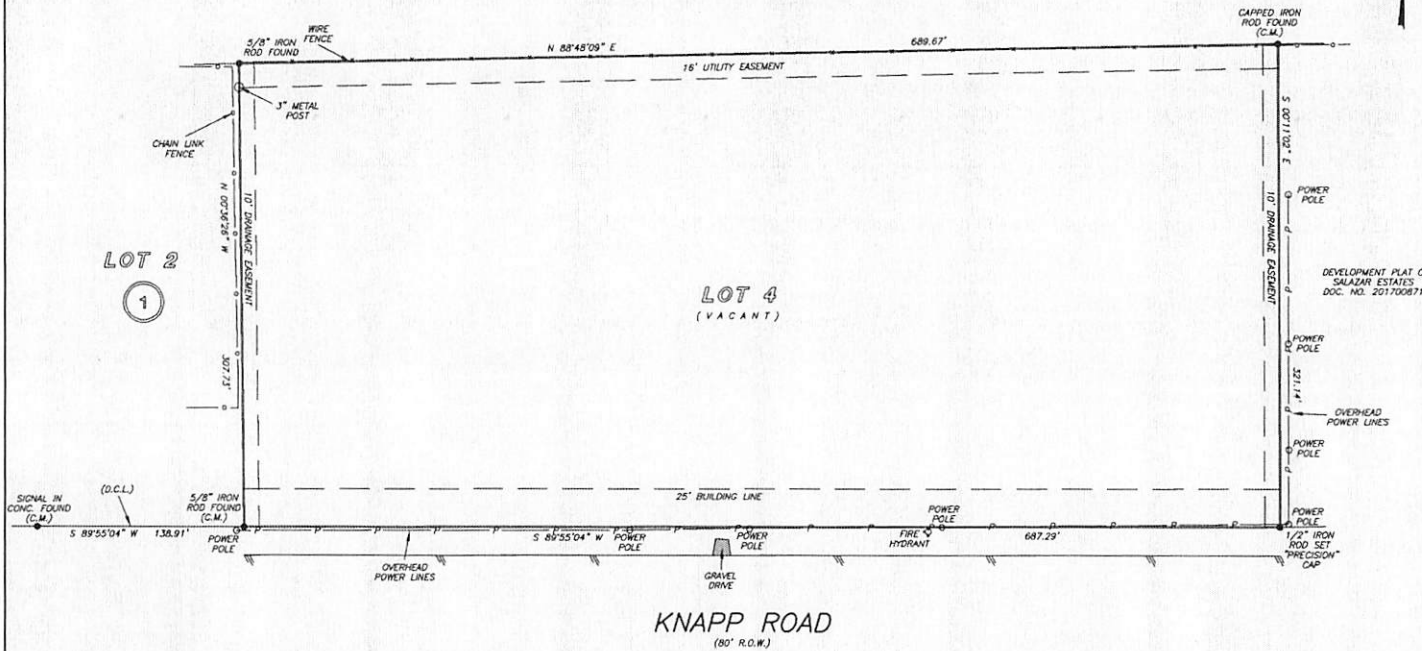 CAPPED IRON
ROD FOUND
(C.M.)
WIRE
FENCE
5/8" IRON
ROD FOUND
N 88°48'09" E
689.67'
16' UTILITY EASEMENT
3" METAL
POST
CHAIN LINK
FENCE
N 00°36'26" W
10' DRAINAGE EASEMENT
307.73'
S 00°11'02" E
10' DRAINAGE EASEMENT
POWER
POLE
LOT 2
1
LOT 4
(VACANT)
DEVELOPMENT PLAT
SALAZAR ESTATES
DOC. NO.
POWER
POLE
321.14'
OVERHEAD
POWER LINES
POWER
POLE
25' BUILDING LINE
SIGNAL IN
CONC. FOUND
(C.M.)
(D.C.L.)
5/8" IRON
ROD FOUND
(C.M.)
S 89°55'04" W 138.91'
POWER
POLE
OVERHEAD
POWER LINES
S 89°55'04" W
POWER
POLE
POWER
POLE
GRAVEL
DRIVE
FIRE
HYDRANT
POWER
POLE
687.29'
POWER
POLE
1/2" IRON
ROD SET
"PRECISION"
CAP
KNAPP ROAD
(80' R.O.W.)